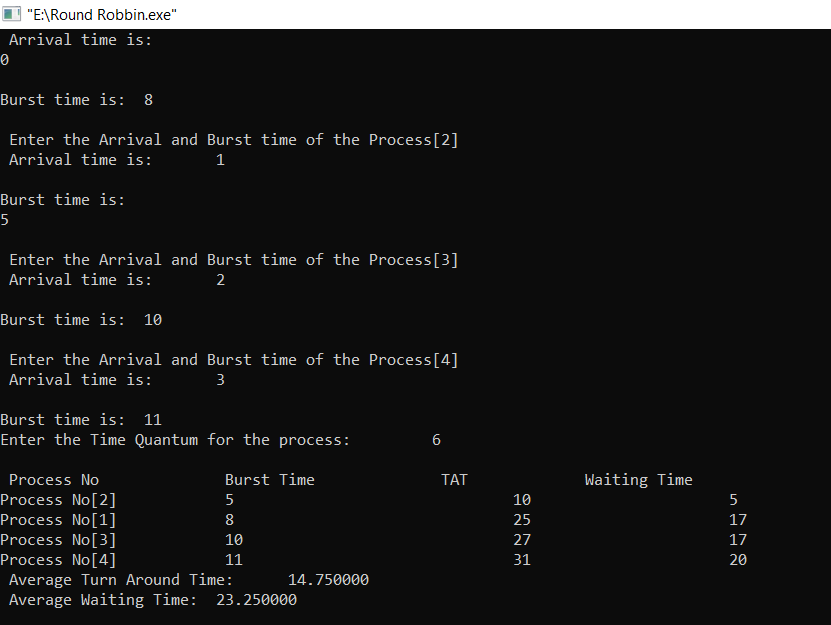 "E:\Round Robbin.exe"
Arrival time is:
0
Burst time is: 8
Enter the Arrival and Burst time of the Process[2]
Arrival time is: 1
Burst time is:
5
Enter the Arrival and Burst time of the Process[3]
Arrival time is: 2
Burst time is: 10
Enter the Arrival and Burst time of the Process[4]
Arrival time is: 3
Burst time is: 11
Enter the Time Quantum for the process: 6
Process No Burst Time TAT Waiting Time
Process No[2] 5 10 5
Process No[1] 8 25 17
Process No[3] 10 27 17
Process No[4] 11 31 20
Average Turn Around Time: 14.750000
Average Waiting Time: 23.250000